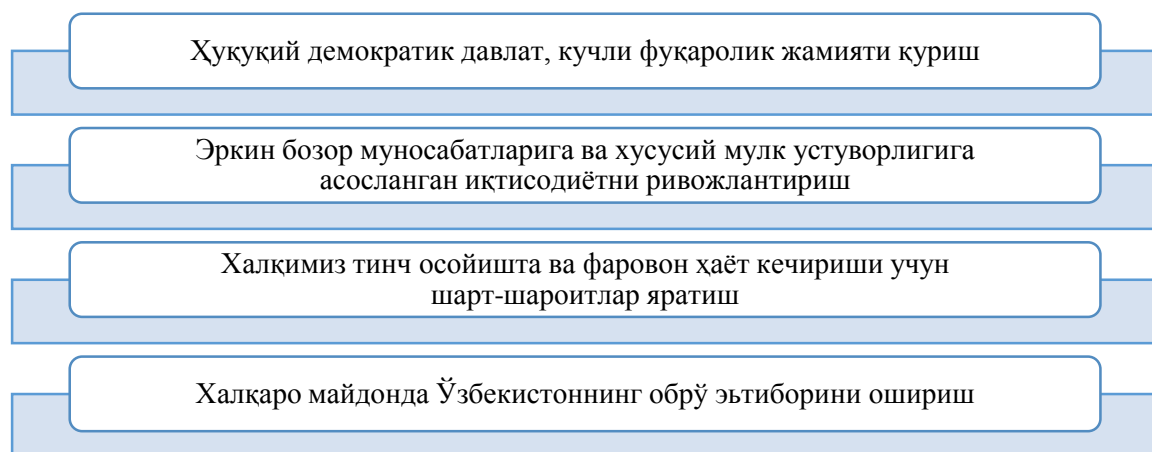 Ҳуқуқий демократик давлат, кучли фуқаролик жамияти қуриш
Эркин бозор муносабатларига ва хусусий мулк устуворлигига
асосланган иқтисодиётни ривожлантириш
Халқимиз тинч осойишта ва фаровон ҳаёт кечириши учун
шарт-шароитлар яратиш
Халқаро майдонда Ўзбекистоннинг обрў эьтиборини ошириш